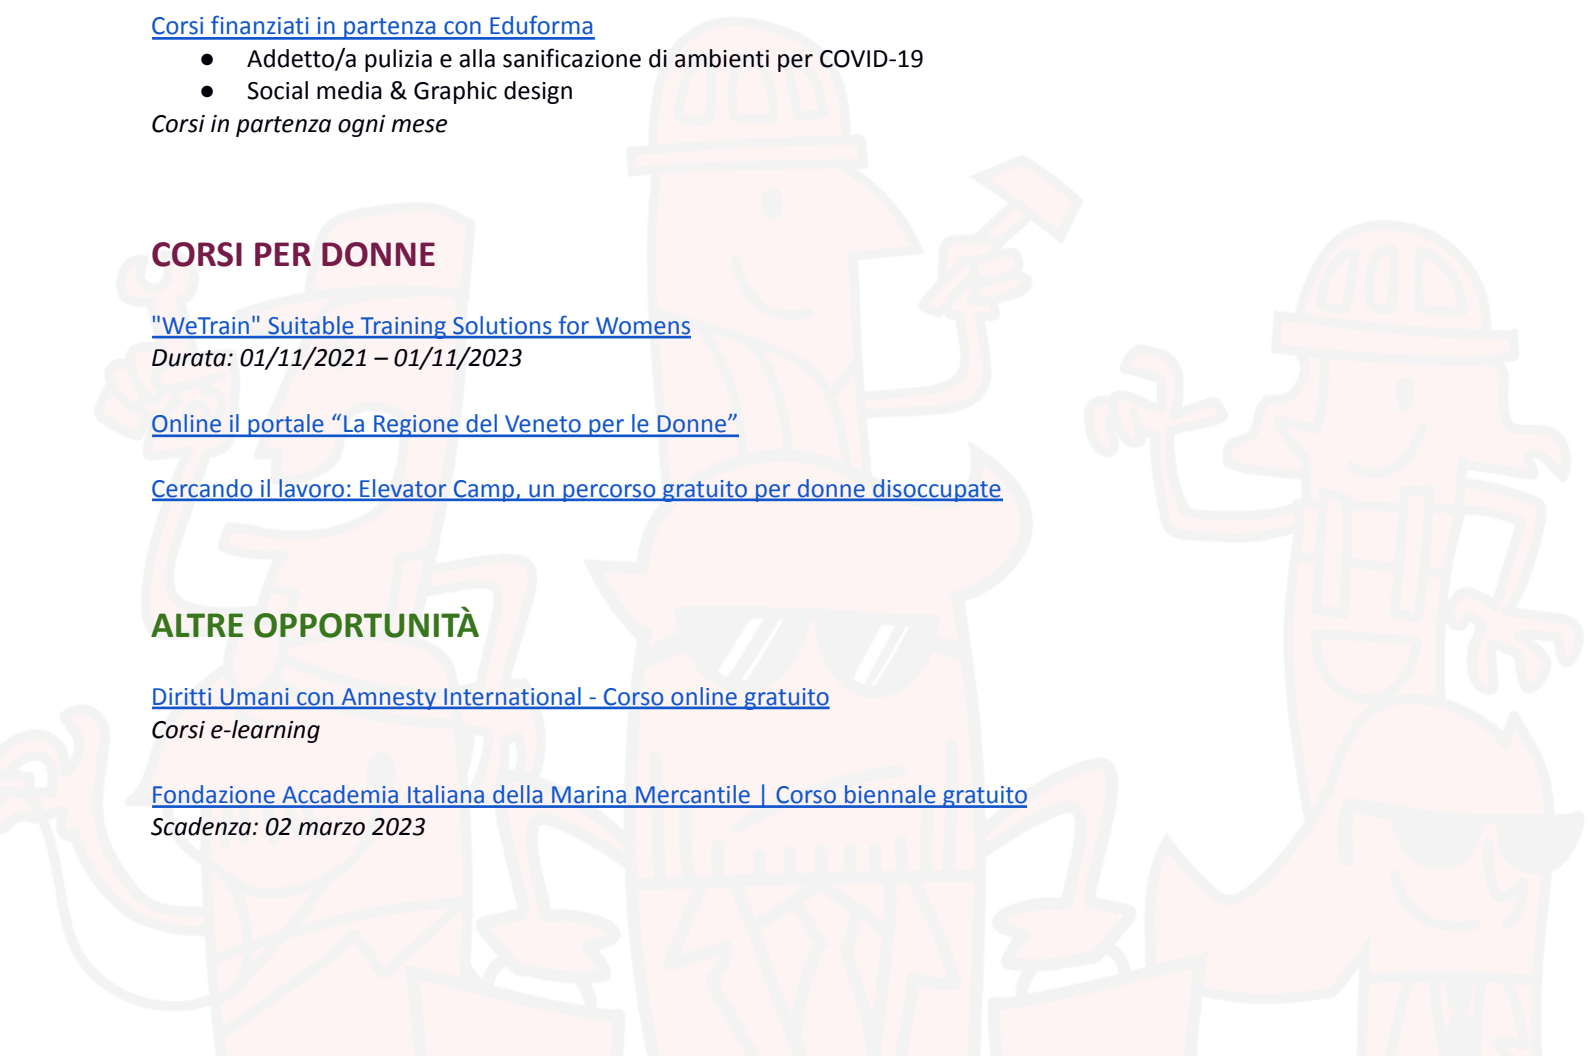 Corsi finanziati in partenza con Eduforma
● Addetto/a pulizia e alla sanificazione di ambienti per COVID-19
● Social media & Graphic design
Corsi in partenza ogni mese
CORSI PER DONNE
"WeTrain" Suitable Training Solutions for Womens
Durata: 01/11/2021 – 01/11/2023
Online il portale “La Regione del Veneto per le Donne”
Cercando il lavoro: Elevator Camp, un percorso gratuito per donne disoccupate
ALTRE OPPORTUNITÀ
Diritti Umani con Amnesty International - Corso online gratuito
Corsi e-learning
Fondazione Accademia Italiana della Marina Mercantile | Corso biennale gratuito
Scadenza: 02 marzo 2023